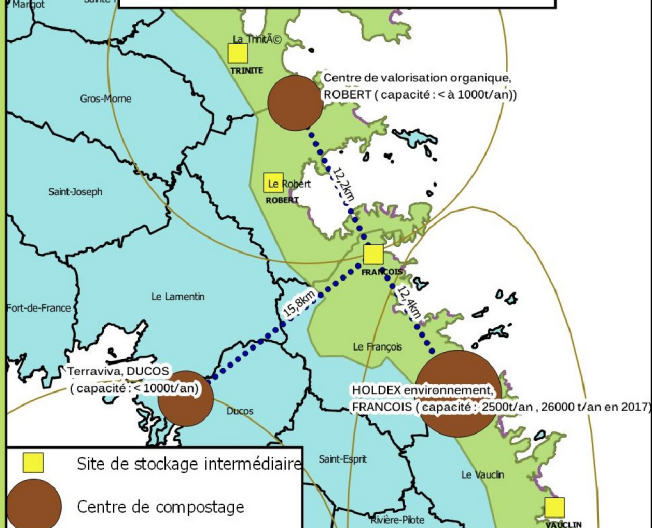 Margot
La TrinitÃ©
TRINITE
Centre de valorisation organique,
ROBERT ( capacité : < à 1000t/an))
Gros-Morne
12,2km
Le Robert
ROBERT
Saint-Joseph
FRANCOIS
Le Lamentin
15,8km
12,4km
Fort-de-France
Le François
Terraviva, DUCOS
( capacité : < 1000t/an)
HOLDEX environnement,
FRANCOIS ( capacité : 2500t/an , 26000 t/an en 2017)
Ducos
Site de stockage intermédiaire
Saint-Esprit
Le Vauclin
Centre de compostage
Rivière-Pilote
VAUCLIN